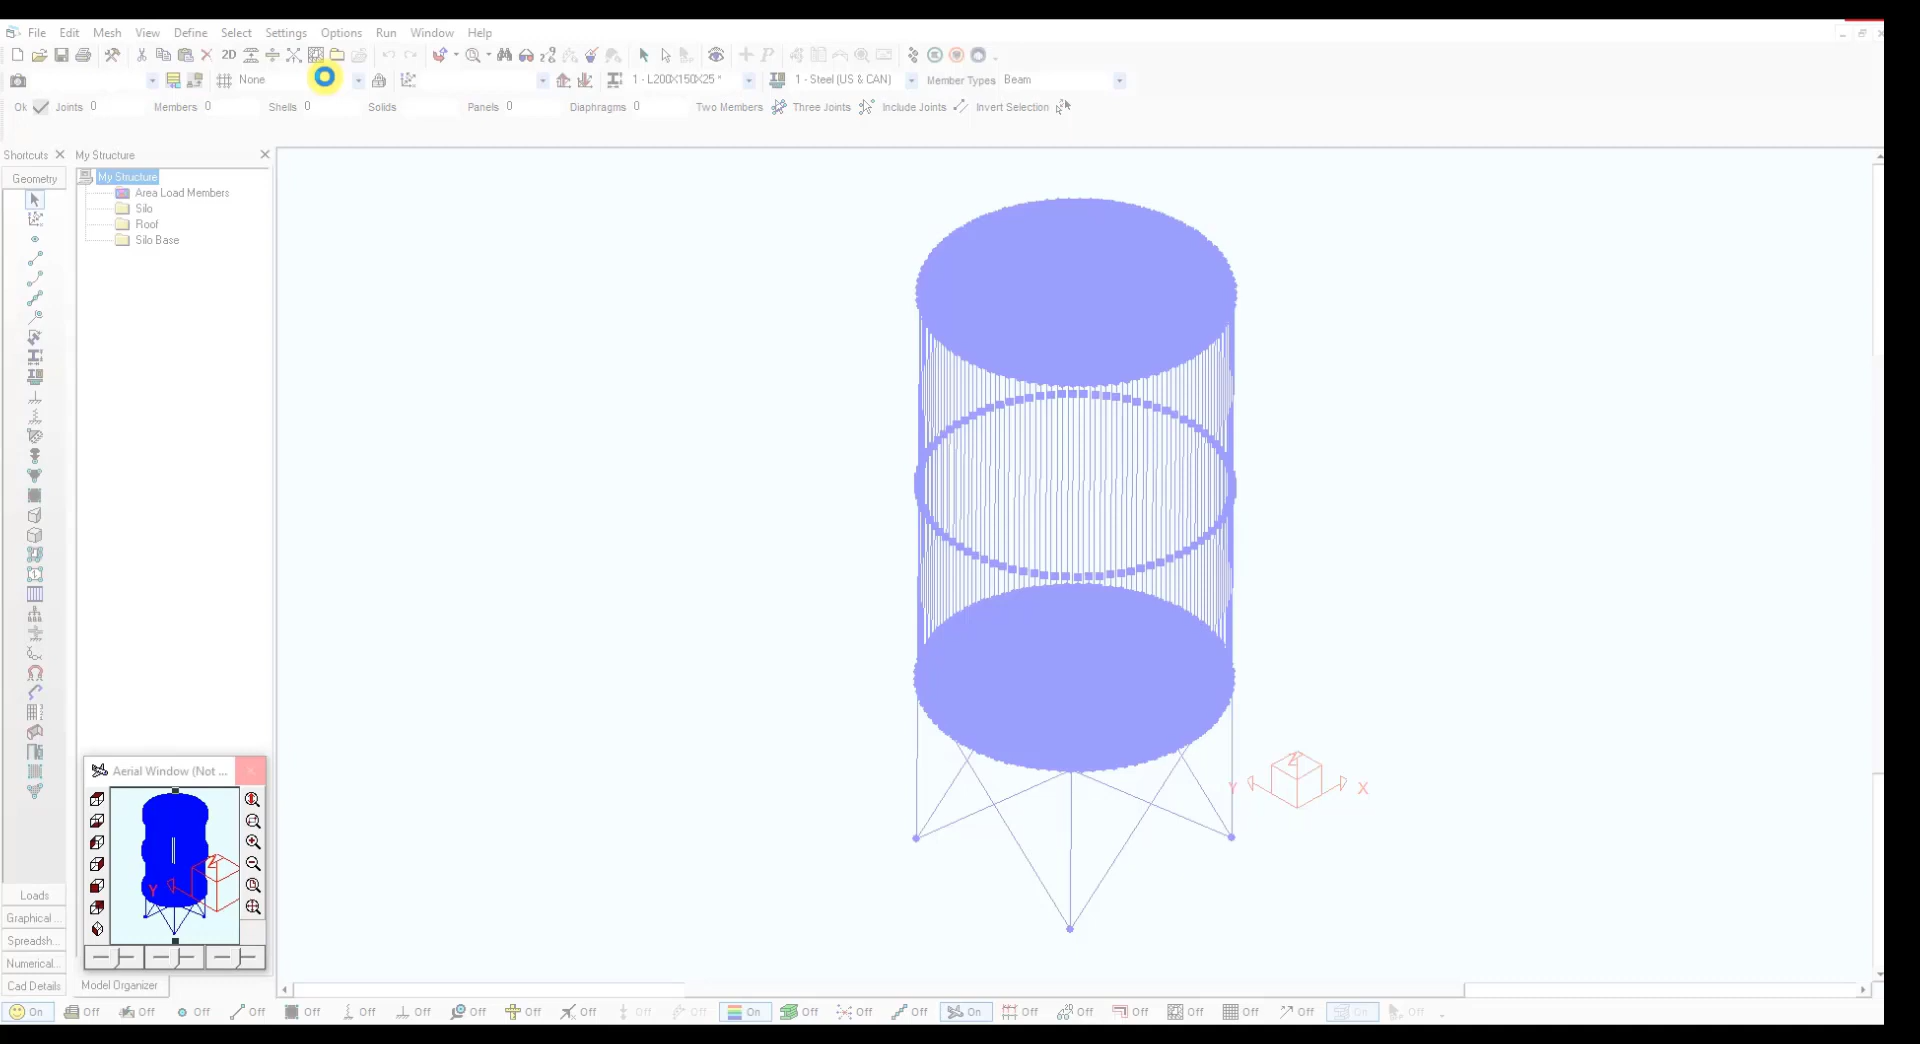 File Edit Mesh View Define Select Settings Options Run Window Help
2D
None 1 - L200X150X25 * 1 - Steel (US & CAN) Member Types Beam
Ok Joints 0 Members 0 Shells 0 Solids Panels 0 Diaphragms 0 Two Members Three Joints Include Joints Invert Selection
Shortcuts My Structure
Geometry
My Structure
Area Load Members
Silo
Roof
Silo Base
Z
Y X
Aerial Window (Not ...
Z
Y
Loads
Graphical ...
Spreadsh...
Numerical...
Cad Details
Model Organizer
On Off Off Off Off Off Off Off Off Off Off Off Off On Off Off Off On Off Off Off Off Off Off On Off